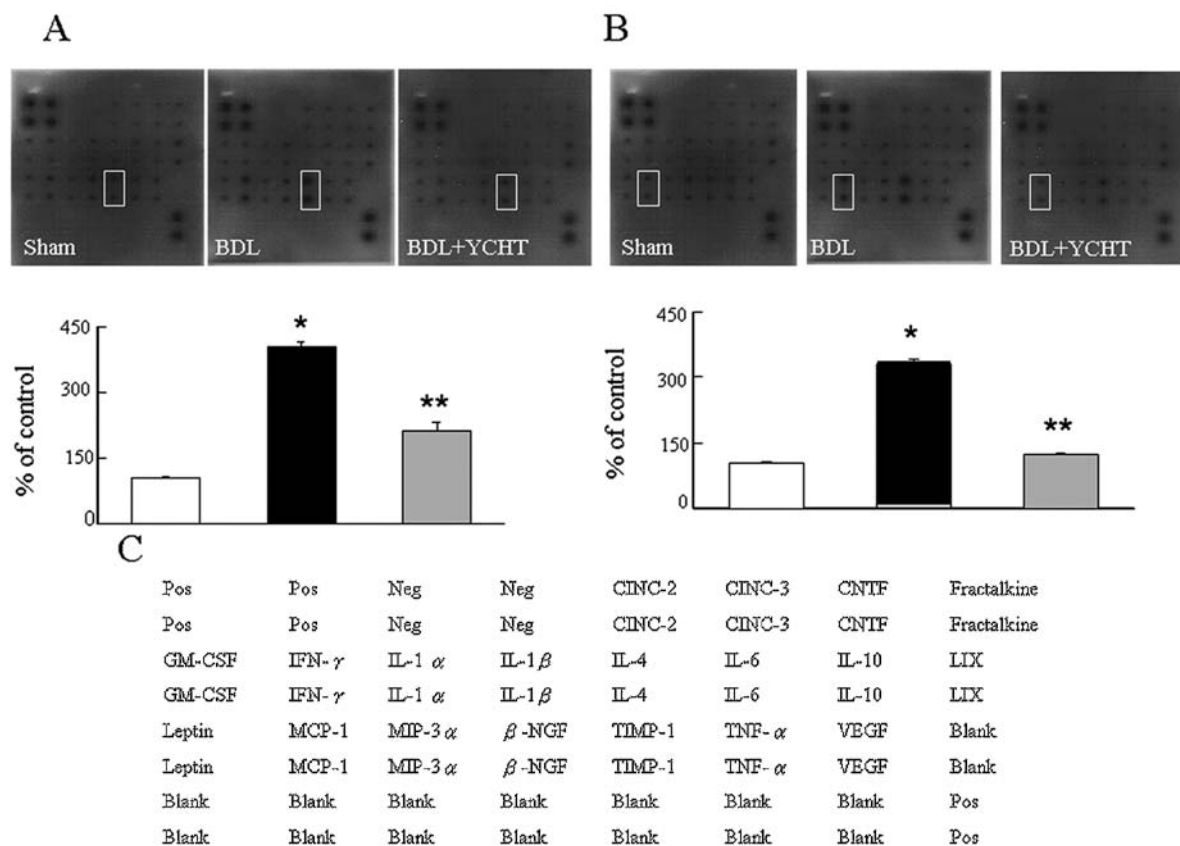 A
B
Sham BDL BDL+YCHT
Sham BDL BDL+YCHT
% of control
450
300
150
0
* **
% of control
450
300
150
0
* **
C
Pos Pos Neg Neg CINC-2 CINC-3 CNTF Fractalkine
Pos Pos Neg Neg CINC-2 CINC-3 CNTF Fractalkine
GM-CSF IFN-γ IL-1 α IL-1β IL-4 IL-6 IL-10 LIX
GM-CSF IFN-γ IL-1 α IL-1β IL-4 IL-6 IL-10 LIX
Leptin MCP-1 MIP-3α β-NGF TIMP-1 TNF-α VEGF Blank
Leptin MCP-1 MIP-3α β-NGF TIMP-1 TNF-α VEGF Blank
Blank Blank Blank Blank Blank Blank Blank Pos
Blank Blank Blank Blank Blank Blank Blank Pos